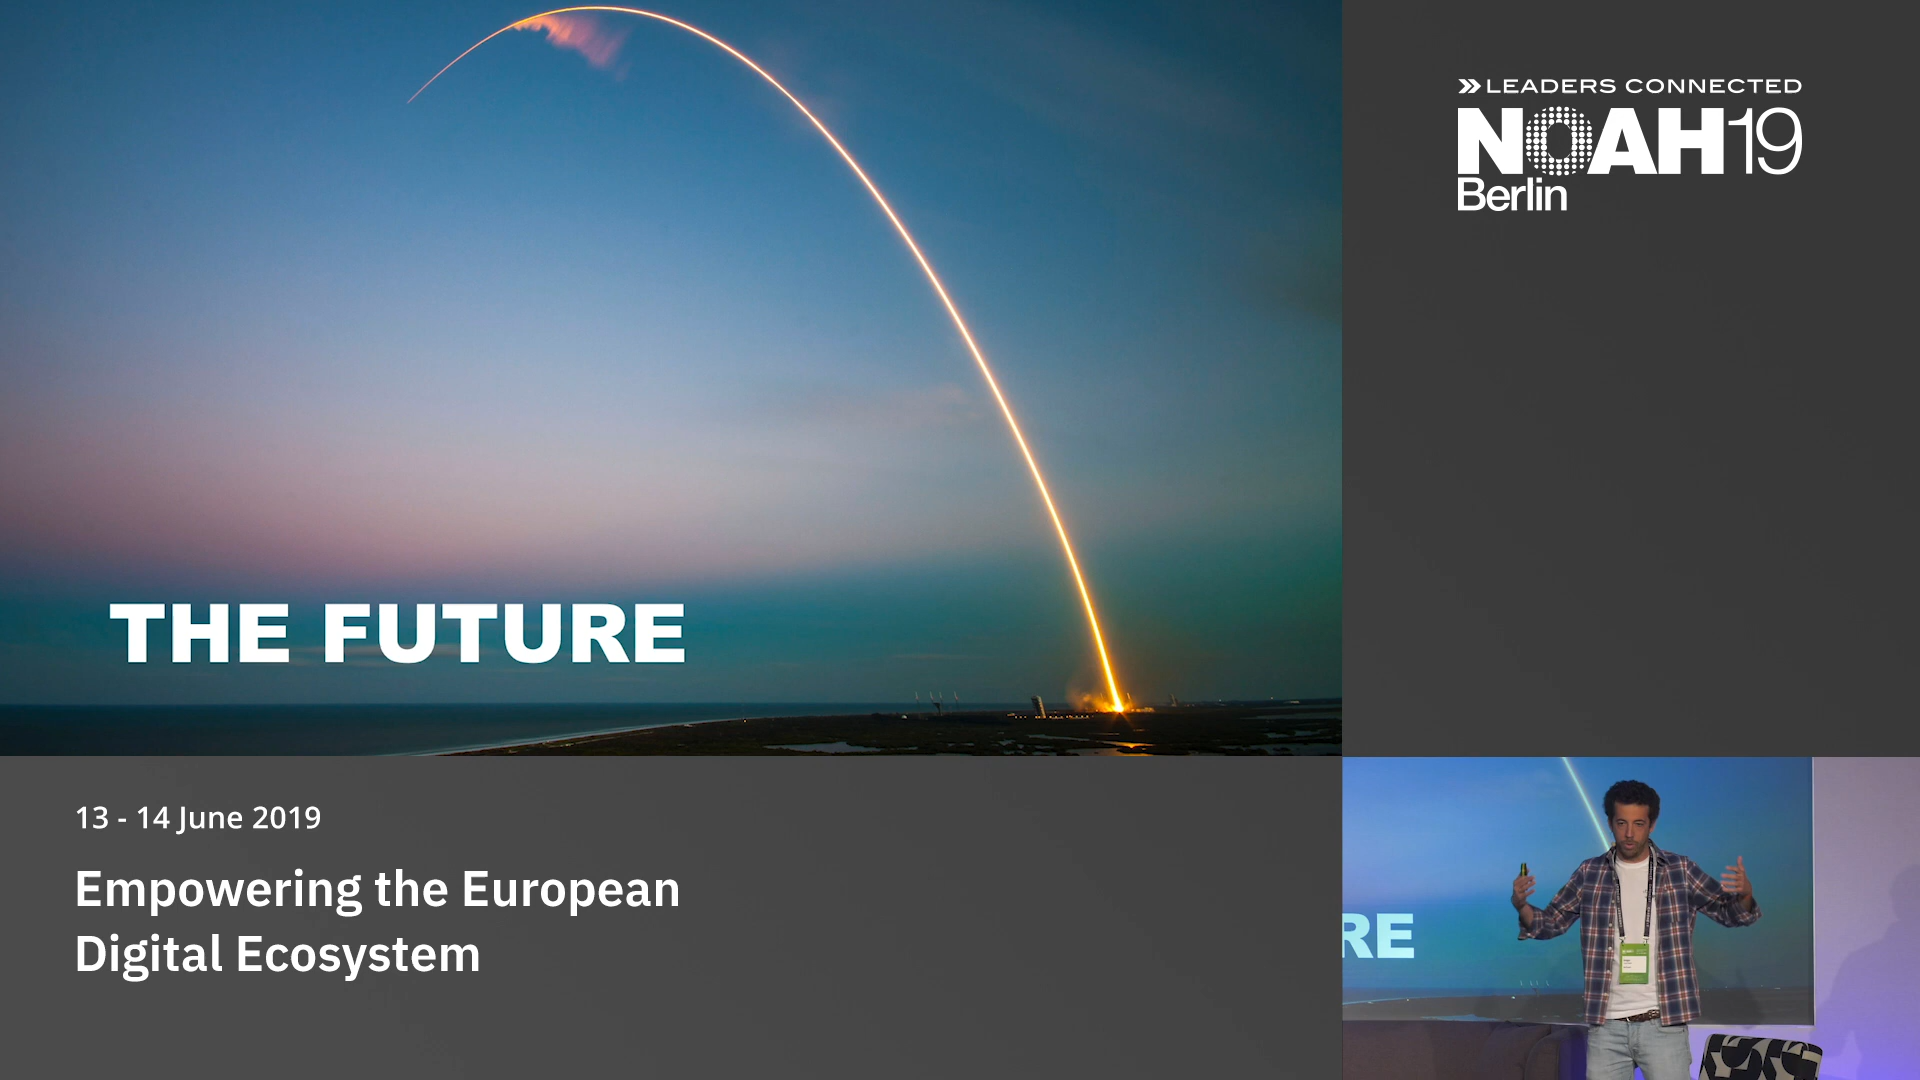 LEADERS CONNECTED
NOAH19
Berlin
THE FUTURE
13 - 14 June 2019
Empowering the European
Digital Ecosystem
RE